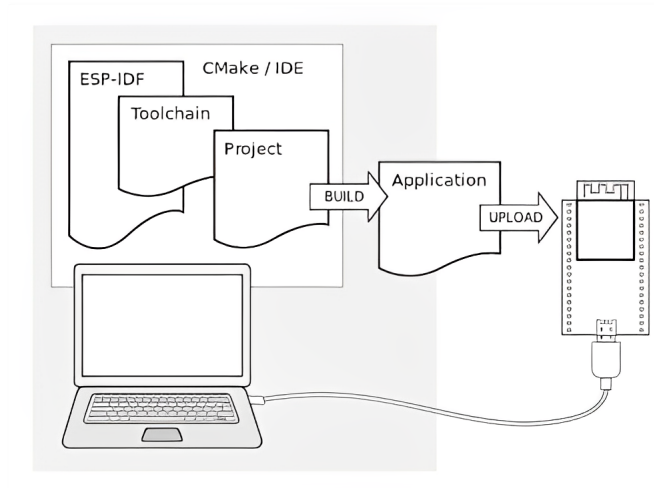 ESP-IDF
CMake / IDE
Toolchain
Project
BUILD
Application
UPLOAD